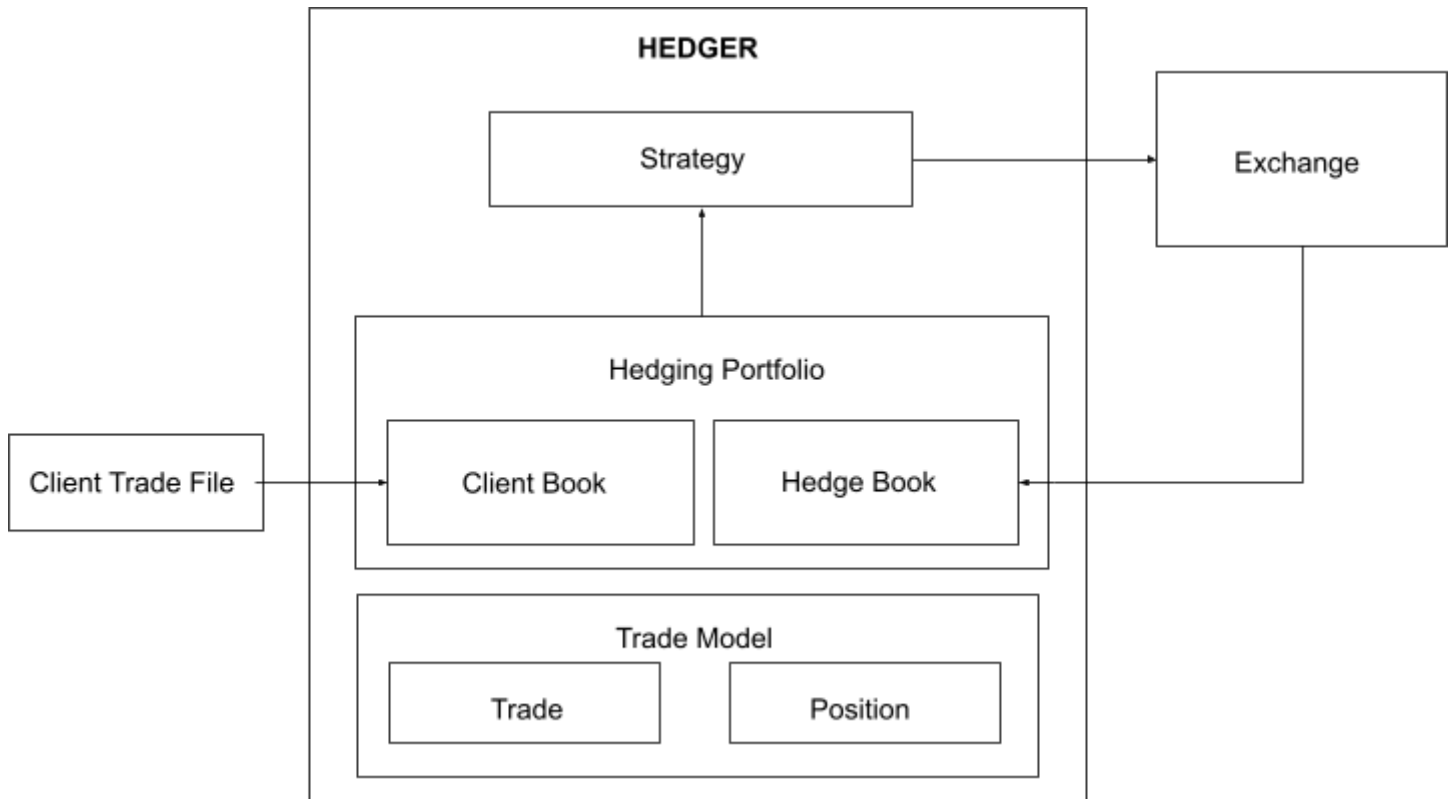 HEDGER
Strategy
Exchange
Hedging Portfolio
Client Trade File
Client Book
Hedge Book
Trade Model
Trade
Position